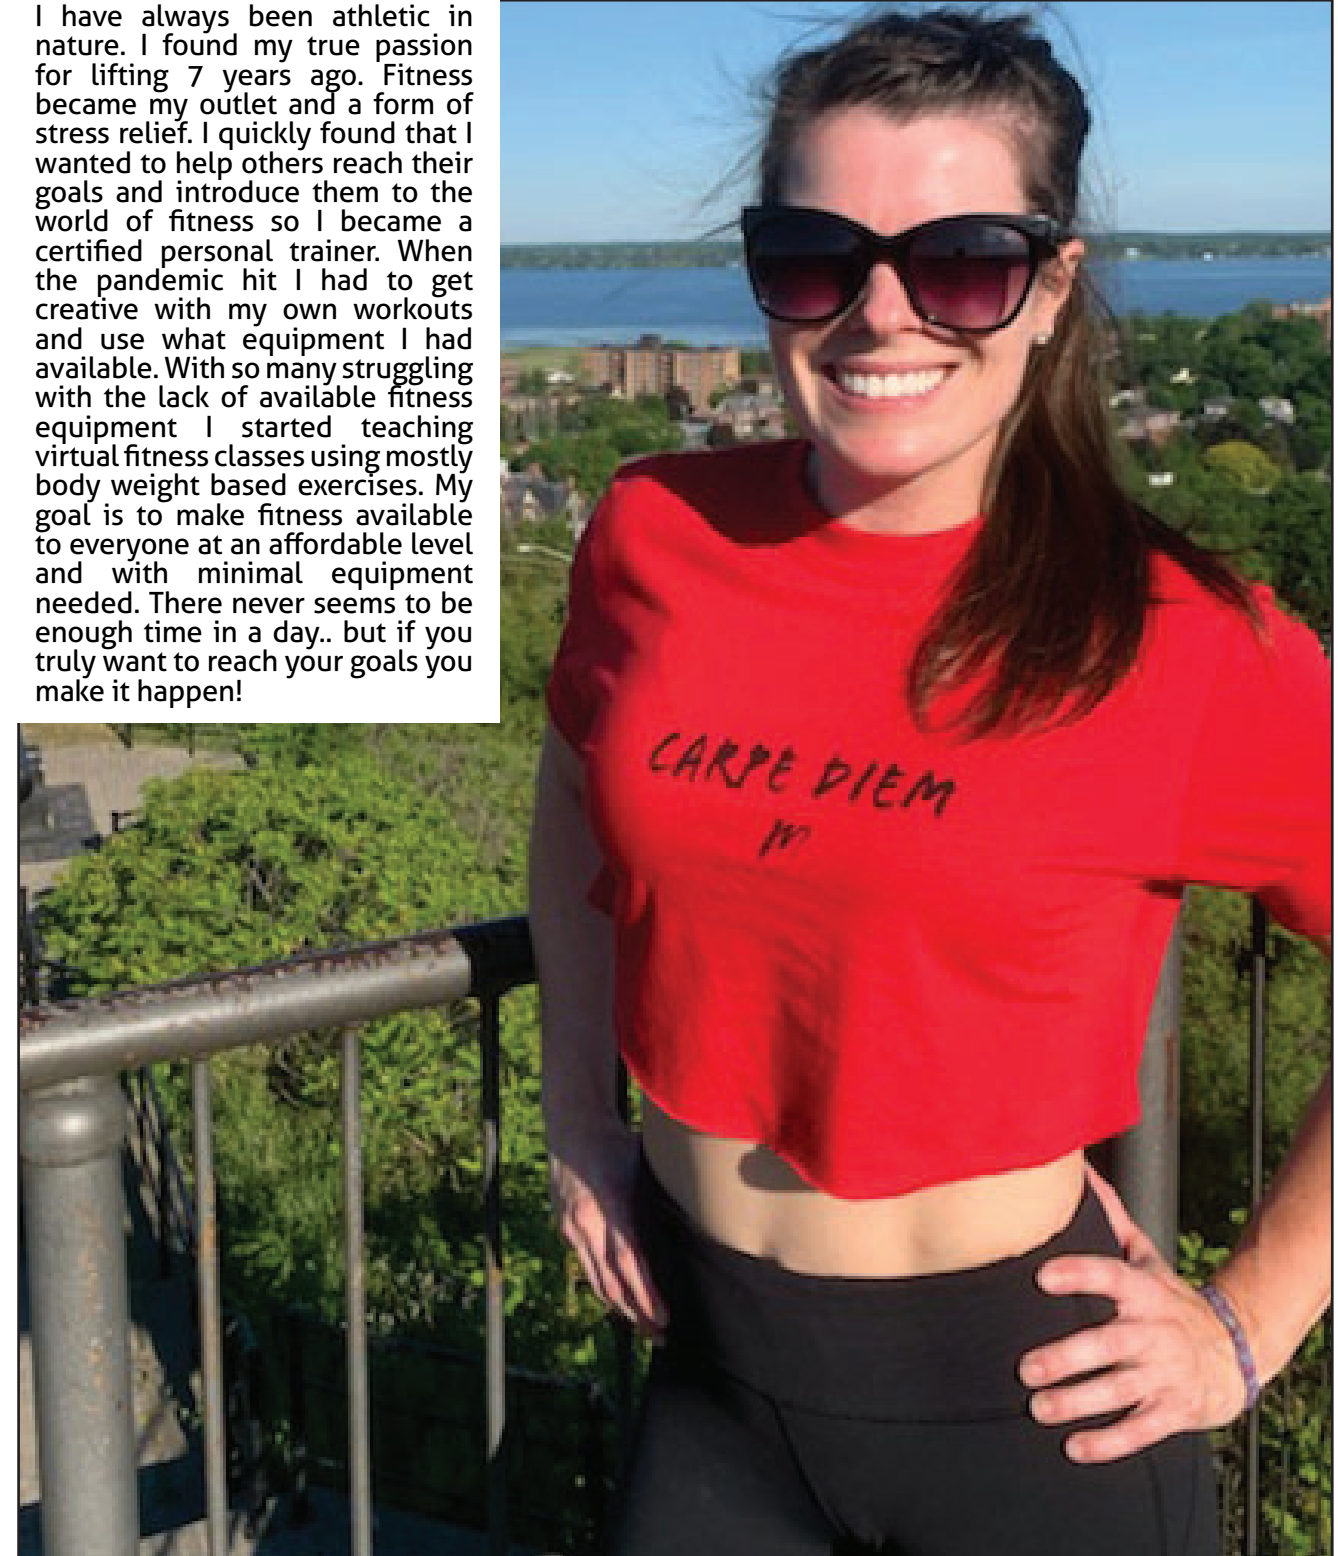 I have always been athletic in
nature. I found my true passion
for lifting 7 years ago. Fitness
became my outlet and a form of
stress relief. I quickly found that I
wanted to help others reach their
goals and introduce them to the
world of fitness so I became a
certified personal trainer. When
the pandemic hit I had to get
creative with my own workouts
and use what equipment I had
available. With so many struggling
with the lack of available fitness
equipment I started teaching
virtual fitness classes using mostly
body weight based exercises. My
goal is to make fitness available
to everyone at an affordable level
and with minimal equipment
needed. There never seems to be
enough time in a day.. but if you
truly want to reach your goals you
make it happen!
CARPE DIEM